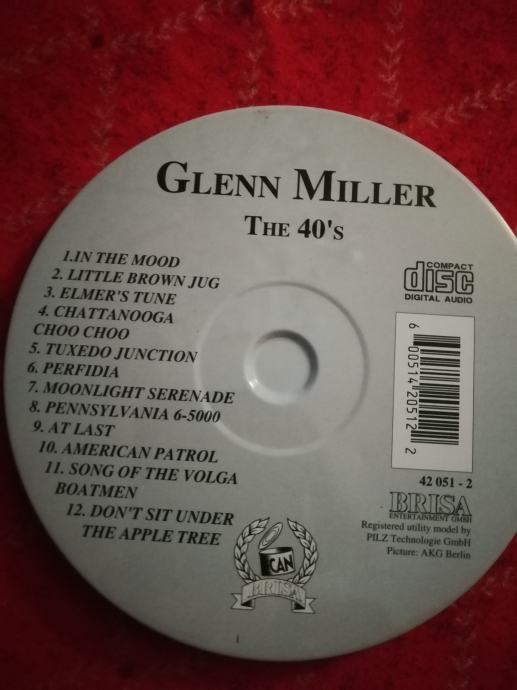 GLENN MILLER
THE 40'S
1.IN THE MOOD
2. LITTLE BROWN JUG
3. ELMER'S TUNE
4. CHATTANOOGA
CHOO CHOO
5. TUXEDO JUNCTION
6. PERFIDIA
7. MOONLIGHT SERENADE
8. PENNSYLVANIA 6-5000
9. AT LAST
10. AMERICAN PATROL
11. SONG OF THE VOLGA
BOATMEN
12. DON'T SIT UNDER
THE APPLE TREE
COMPACT
disc
DIGITAL AUDIO
6 00514 20512 2
42 051 - 2
BRISA
ENTERTAINMENT GMBH
Registered utility model by
PILZ Technologie GmbH
Picture: AKG Berlin
CAN
BRISA